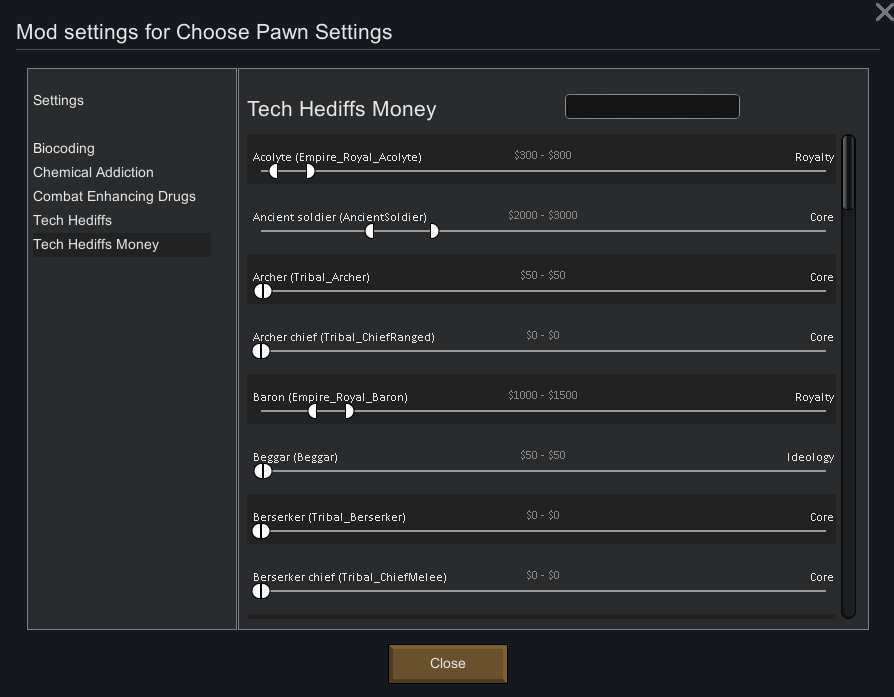 Mod settings for Choose Pawn Settings
Settings
Biocoding
Chemical Addiction
Combat Enhancing Drugs
Tech Hediffs
Tech Hediffs Money
Tech Hediffs Money
Acolyte (Empire_Royal_Acolyte) $300 - $800 Royalty
Ancient soldier (AncientSoldier) $2000 - $3000 Core
Archer (Tribal_Archer) $50 - $50 Core
Archer chief (Tribal_ChiefRanged) $0 - $0 Core
Baron (Empire_Royal_Baron) $1000 - $1500 Royalty
Beggar (Beggar) $50 - $50 Ideology
Berserker (Tribal_Berserker) $0 - $0 Core
Berserker chief (Tribal_ChiefMelee) $0 - $0 Core
Close